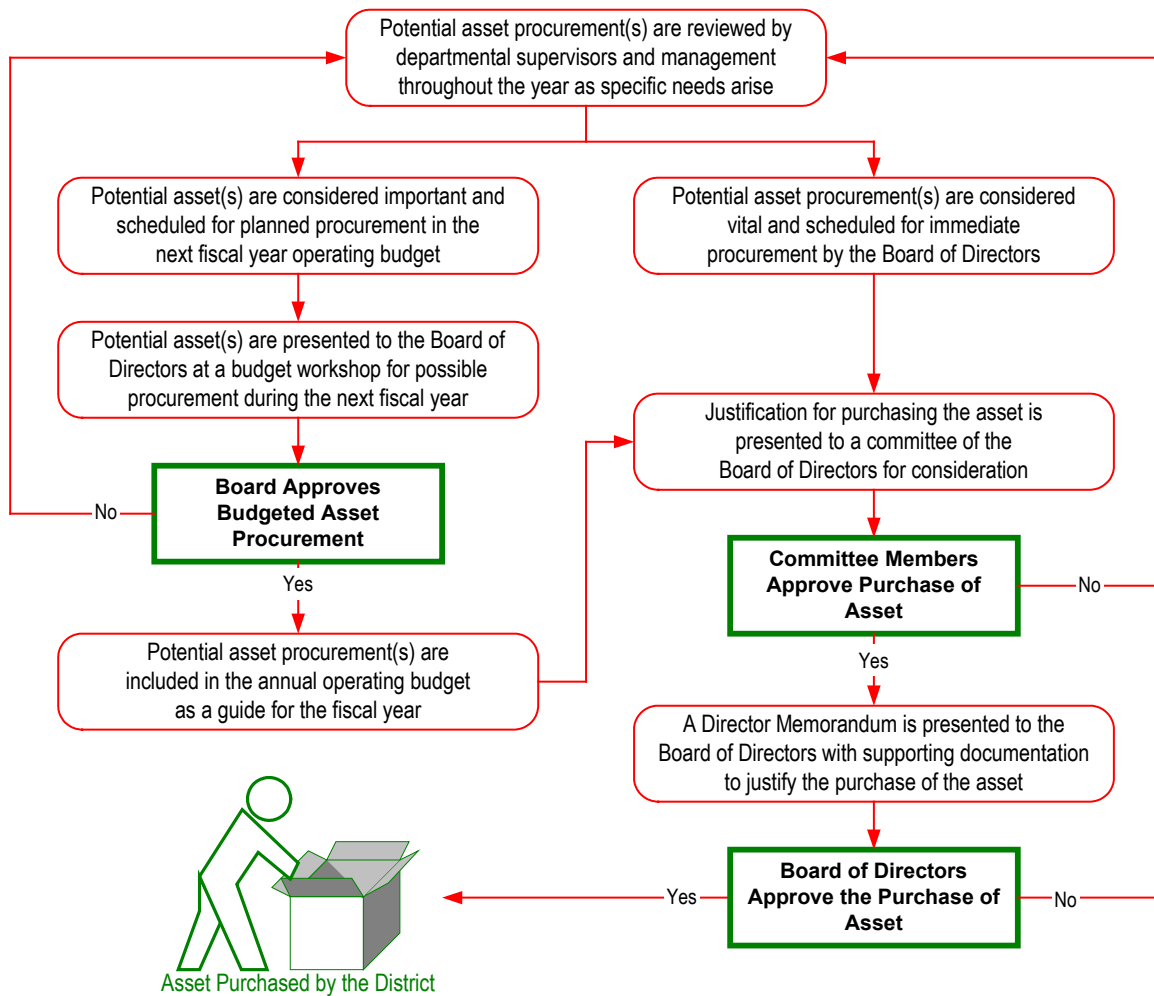 Potential asset procurement(s) are reviewed by
departmental supervisors and management
throughout the year as specific needs arise
Potential asset(s) are considered important and
scheduled for planned procurement in the
next fiscal year operating budget
Potential asset procurement(s) are considered
vital and scheduled for immediate
procurement by the Board of Directors
Potential asset(s) are presented to the Board of
Directors at a budget workshop for possible
procurement during the next fiscal year
Justification for purchasing the asset is
presented to a committee of the
Board of Directors for consideration
Board Approves
Budgeted Asset
Procurement
No
Yes
Committee Members
Approve Purchase of
Asset
No
Yes
Potential asset procurement(s) are
included in the annual operating budget
as a guide for the fiscal year
A Director Memorandum is presented to the
Board of Directors with supporting documentation
to justify the purchase of the asset
Board of Directors
Approve the Purchase of
Asset
Yes
No
Asset Purchased by the District